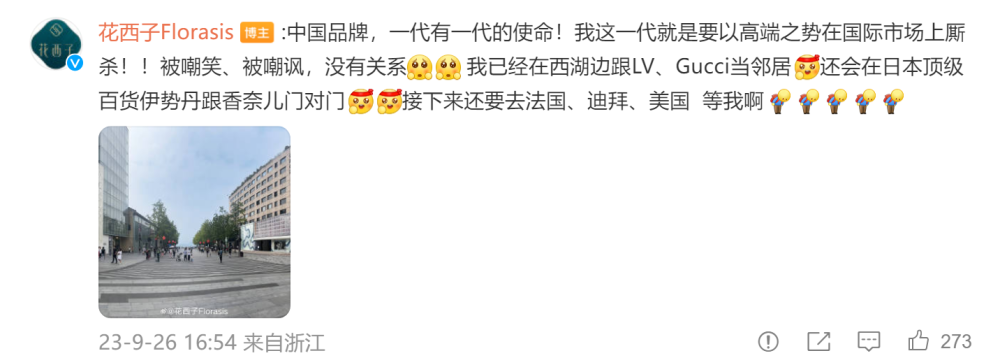 花西子Florasis 博主 :中国品牌，一代有一代的使命！我这一代就是要以高端之势在国际市场上厮
杀！！被嘲笑、被嘲讽，没有关系🥺🥺 我已经在西湖边跟LV、Gucci当邻居🥰还会在日本顶级
百货伊势丹跟香奈儿门对门🥰🥰接下来还要去法国、迪拜、美国 等我啊
花西子
@花西子Florasis
23-9-26 16:54 来自浙江
273